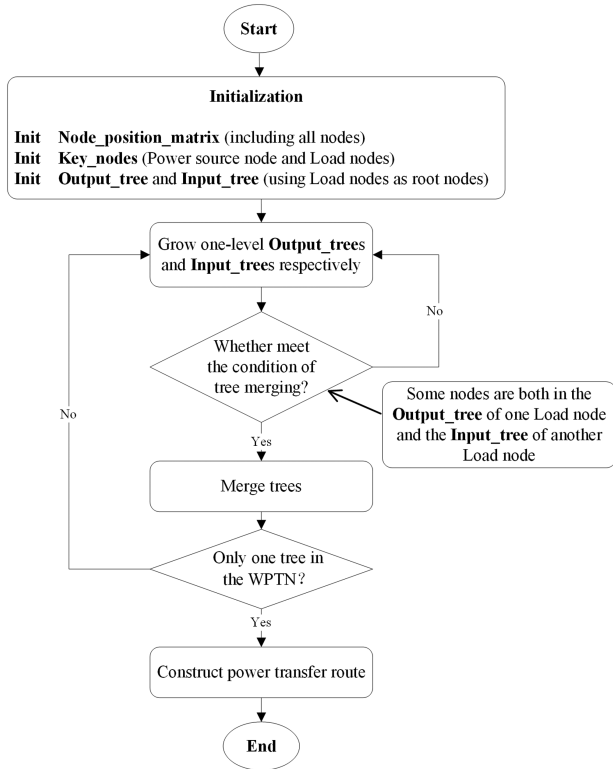 Start
Initialization
Init Node_position_matrix (including all nodes)
Init Key_nodes (Power source node and Load nodes)
Init Output_tree and Input_tree (using Load nodes as root nodes)
Grow one-level Output_trees
and Input_trees respectively
No
Whether meet
the condition of
tree merging?
Some nodes are both in the
Output_tree of one Load node
and the Input_tree of another
Load node
No
Yes
Merge trees
Only one tree in
the WPTN?
Yes
Construct power transfer route
End